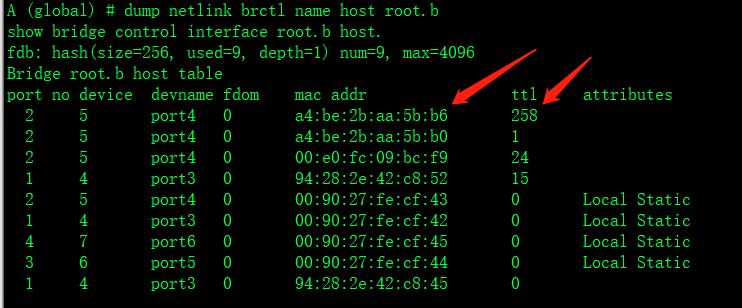 A (global) # dump netlink brctl name host root.b
show bridge control interface root.b host.
fdb: hash(size=256, used=9, depth=1) num=9, max=4096
Bridge root.b host table
port no device devname fdom mac addr ttl attributes
2 5 port4 0 a4:be:2b:aa:5b:b6 258
2 5 port4 0 a4:be:2b:aa:5b:b0 1
2 5 port4 0 00:e0:fc:09:bc:f9 24
1 4 port3 0 94:28:2e:42:c8:52 15
2 5 port4 0 00:90:27:fe:cf:43 0 Local Static
1 4 port3 0 00:90:27:fe:cf:42 0 Local Static
4 7 port6 0 00:90:27:fe:cf:45 0 Local Static
3 6 port5 0 00:90:27:fe:cf:44 0 Local Static
1 4 port3 0 94:28:2e:42:c8:45 0